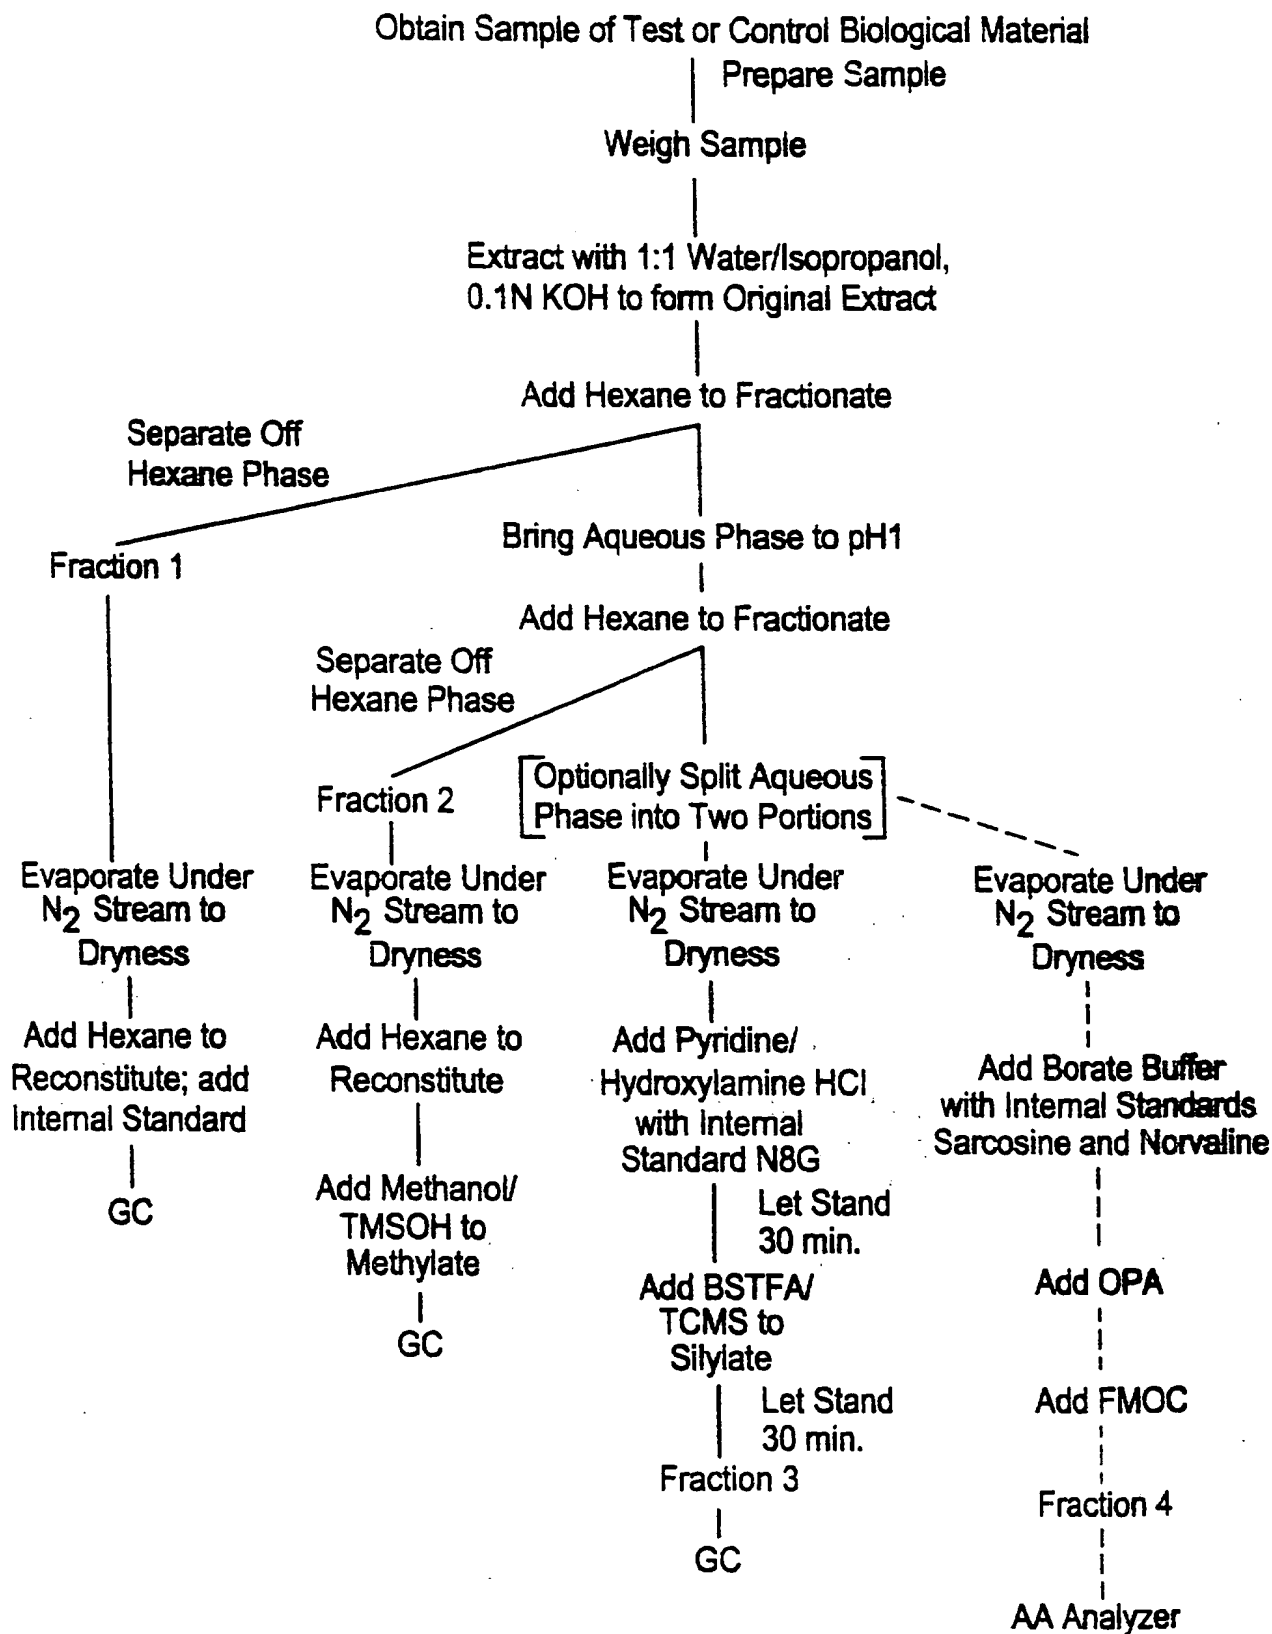 Obtain Sample of Test or Control Biological Material
Prepare Sample
Weigh Sample
Extract with 1:1 Water/Isopropanol,
0.1N KOH to form Original Extract
Add Hexane to Fractionate
Separate Off
Hexane Phase
Fraction 1
Bring Aqueous Phase to pH1
Add Hexane to Fractionate
Separate Off
Hexane Phase
Fraction 2
[Optionally Split Aqueous
Phase into Two Portions]
Evaporate Under
N2 Stream to
Dryness
Add Hexane to
Reconstitute; add
Internal Standard
GC
Evaporate Under
N2 Stream to
Dryness
Add Hexane to
Reconstitute
Add Methanol/
TMSOH to
Methylate
GC
Evaporate Under
N2 Stream to
Dryness
Add Pyridine/
Hydroxylamine HCl
with Internal
Standard N8G
Let Stand
30 min.
Add BSTFA/
TCMS to
Silylate
Let Stand
30 min.
Fraction 3
GC
Evaporate Under
N2 Stream to
Dryness
Add Borate Buffer
with Internal Standards
Sarcosine and Norvaline
Add OPA
Add FMOC
Fraction 4
AA Analyzer